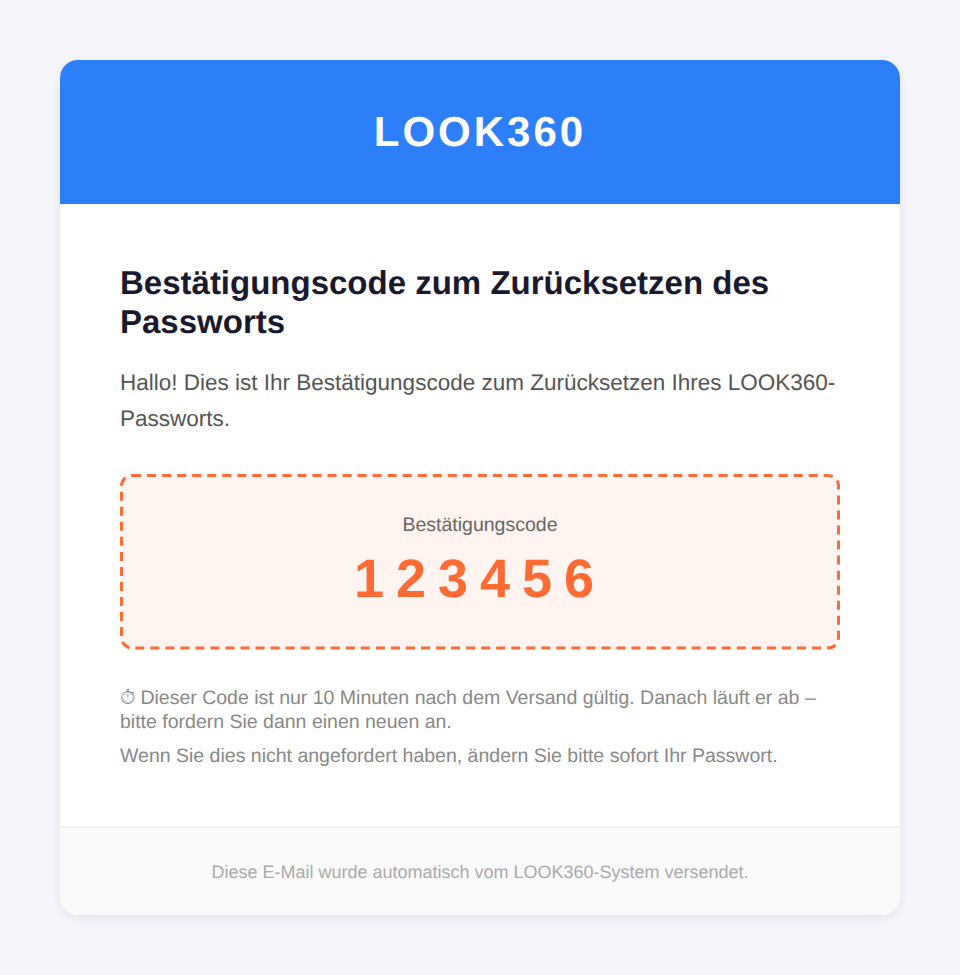 LOOK360
Bestätigungscode zum Zurücksetzen des
Passworts
Hallo! Dies ist Ihr Bestätigungscode zum Zurücksetzen Ihres LOOK360-
Passworts.
Bestätigungscode
123456
⏱ Dieser Code ist nur 10 Minuten nach dem Versand gültig. Danach läuft er ab –
bitte fordern Sie dann einen neuen an.
Wenn Sie dies nicht angefordert haben, ändern Sie bitte sofort Ihr Passwort.
Diese E-Mail wurde automatisch vom LOOK360-System versendet.